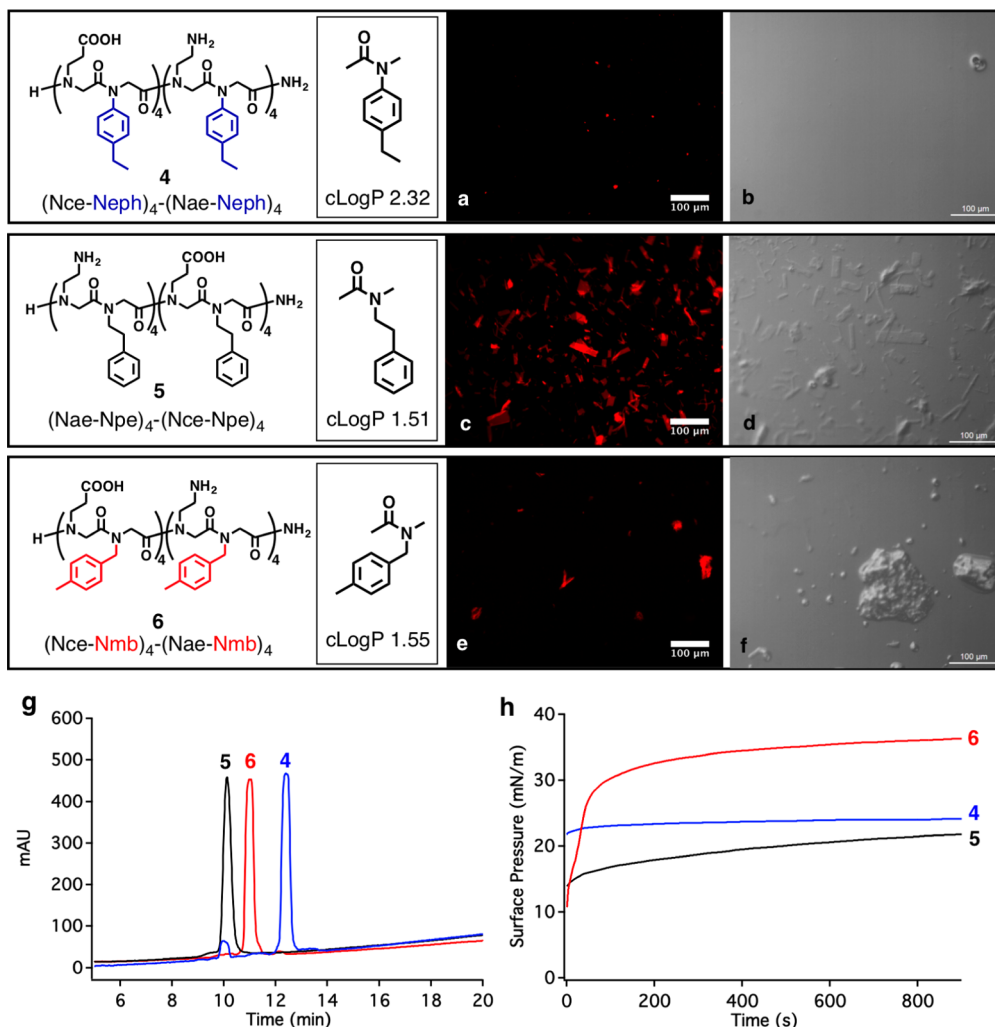 COOH
NH2
O
O
O
O
H
N
N
N
N
NH2
4
4
4
(Nce-Neph)4-(Nae-Neph)4
O
N
cLogP 2.32
a
100 µm
b
100 µm
NH2
COOH
O
O
O
O
H
N
N
N
N
NH2
4
4
5
(Nae-Npe)4-(Nce-Npe)4
O
N
cLogP 1.51
c
100 µm
d
100 µm
COOH
NH2
O
O
O
O
H
N
N
N
N
NH2
4
4
6
(Nce-Nmb)4-(Nae-Nmb)4
O
N
cLogP 1.55
e
100 µm
f
100 µm
g
600
500
400
300
200
100
0
mAU
5
6
4
6
8
10
12
14
16
18
20
Time (min)
h
40
30
20
10
0
Surface Pressure (mN/m)
6
4
5
0
200
400
600
800
Time (s)